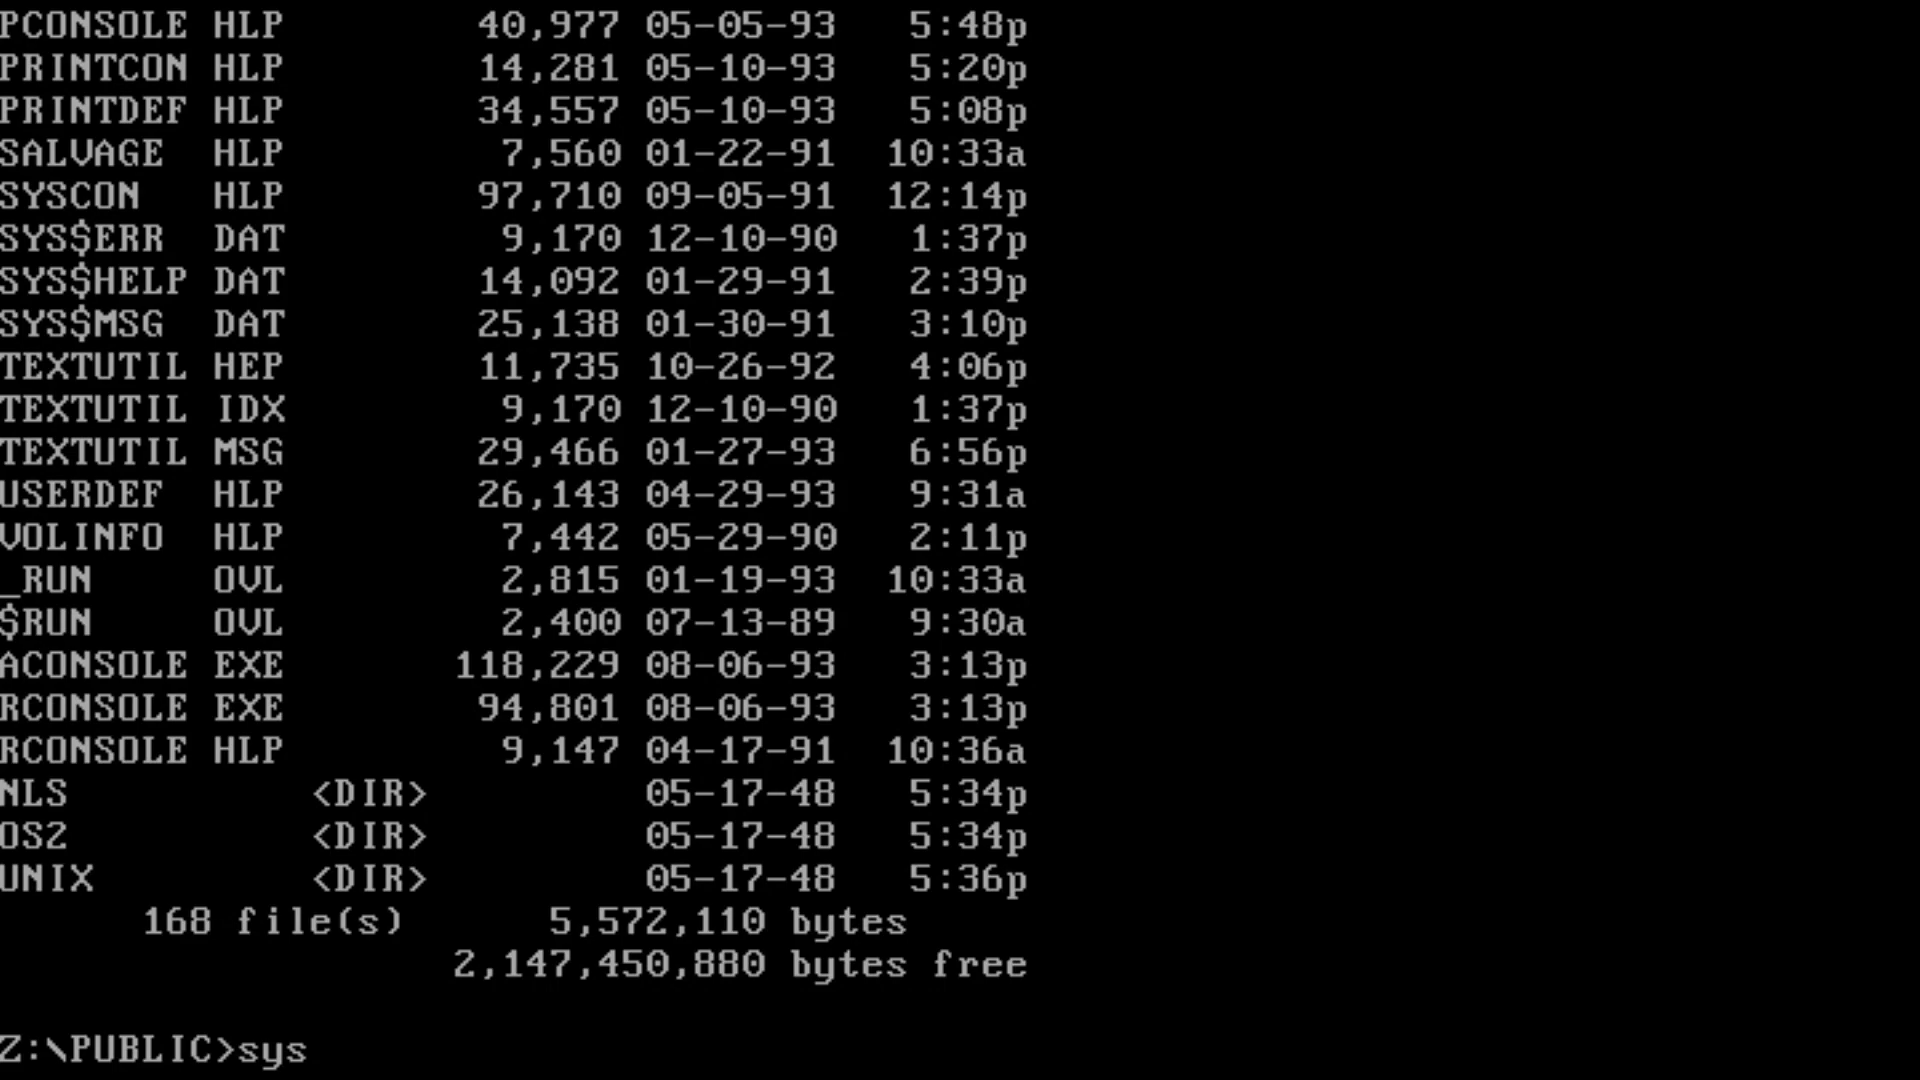 PCONSOLE HLP        40,977 05-05-93   5:48p
PRINTCON HLP        14,281 05-10-93   5:20p
PRINTDEF HLP        34,557 05-10-93   5:08p
SALVAGE  HLP         7,560 01-22-91  10:33a
SYSCON   HLP        97,710 09-05-91  12:14p
SYS$ERR  DAT         9,170 12-10-90   1:37p
SYS$HELP DAT        14,092 01-29-91   2:39p
SYS$MSG  DAT        25,138 01-30-91   3:10p
TEXTUTIL HEP        11,735 10-26-92   4:06p
TEXTUTIL IDX         9,170 12-10-90   1:37p
TEXTUTIL MSG        29,466 01-27-93   6:56p
USERDEF  HLP        26,143 04-29-93   9:31a
VOLINFO  HLP         7,442 05-29-90   2:11p
_RUN     OVL         2,815 01-19-93  10:33a
$RUN     OVL         2,400 07-13-89   9:30a
ACONSOLE EXE       118,229 08-06-93   3:13p
RCONSOLE EXE        94,801 08-06-93   3:13p
RCONSOLE HLP         9,147 04-17-91  10:36a
NLS          <DIR>         05-17-48   5:34p
OS2          <DIR>         05-17-48   5:34p
UNIX         <DIR>         05-17-48   5:36p
      168 file(s)      5,572,110 bytes
                   2,147,450,880 bytes free
Z:\PUBLIC>sys